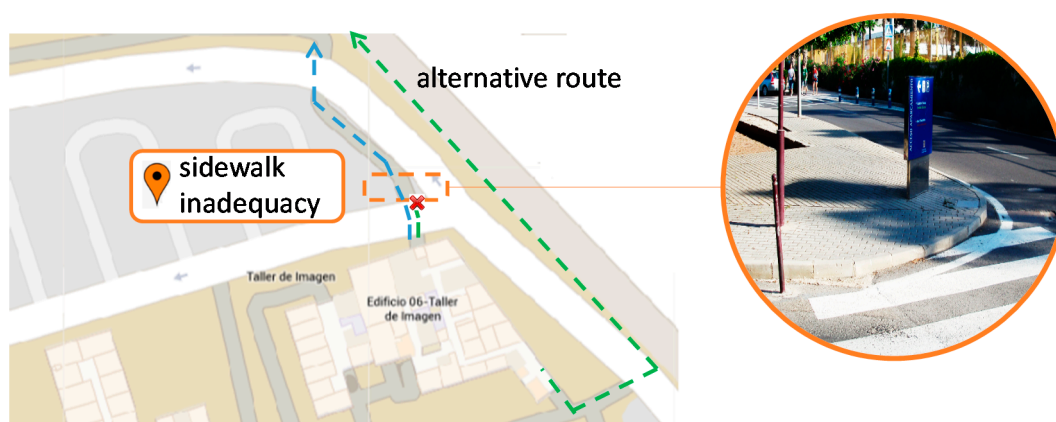 alternative route
sidewalk
inadequacy
Taller de Imagen
Edificio 06-Taller
de Imagen